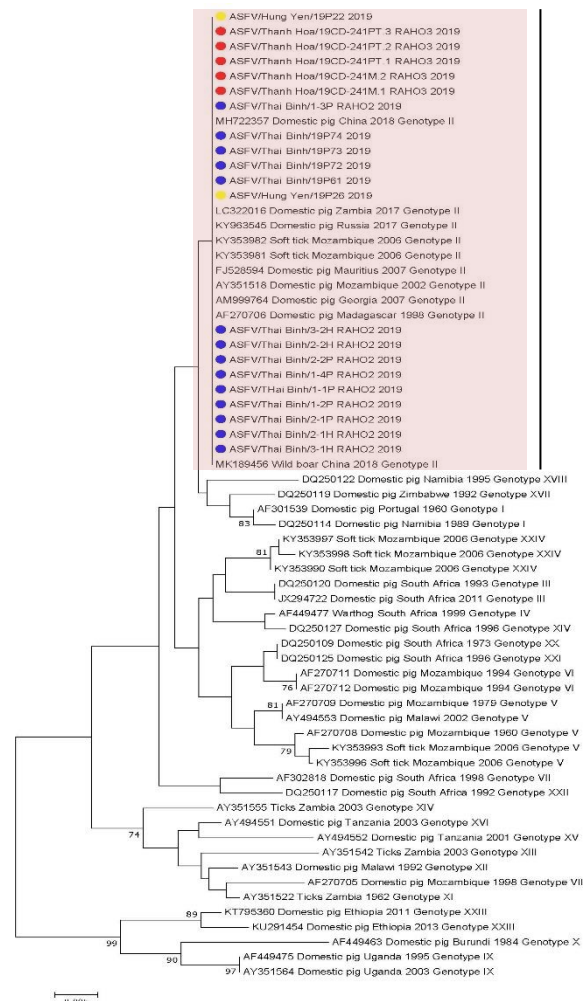 ASFV/Hung Yen/19P22 2019
ASFV/Thanh Hoa/19CD-241PT.3 RAHO3 2019
ASFV/Thanh Hoa/19CD-241PT.2 RAHO3 2019
ASFV/Thanh Hoa/19CD-241PT.1 RAHO3 2019
ASFV/Thanh Hoa/19CD-241M.2 RAHO3 2019
ASFV/Thanh Hoa/19CD-241M.1 RAHO3 2019
ASFV/Thai Binh/1-3P RAHO2 2019
MH722357 Domestic pig China 2018 Genotype II
ASFV/Thai Binh/19P74 2019
ASFV/Thai Binh/19P73 2019
ASFV/Thai Binh/19P72 2019
ASFV/Thai Binh/19P61 2019
ASFV/Hung Yen/19P26 2019
LC322016 Domestic pig Zambia 2017 Genotype II
KY963545 Domestic pig Russia 2017 Genotype II
KY353982 Soft tick Mozambique 2006 Genotype II
KY353981 Soft tick Mozambique 2006 Genotype II
FJ528594 Domestic pig Mauritius 2007 Genotype II
AY351518 Domestic pig Mozambique 2002 Genotype II
AM999764 Domestic pig Georgia 2007 Genotype II
AF270706 Domestic pig Madagascar 1998 Genotype II
ASFV/Thai Binh/3-2H RAHO2 2019
ASFV/Thai Binh/2-2H RAHO2 2019
ASFV/Thai Binh/2-2P RAHO2 2019
ASFV/Thai Binh/1-4P RAHO2 2019
ASFV/THai Binh/1-1P RAHO2 2019
ASFV/Thai Binh/1-2P RAHO2 2019
ASFV/Thai Binh/2-1P RAHO2 2019
ASFV/Thai Binh/2-1H RAHO2 2019
ASFV/Thai Binh/3-1H RAHO2 2019
MK189456 Wild boar China 2018 Genotype II
DQ250122 Domestic pig Namibia 1995 Genotype XVIII
DQ250119 Domestic pig Zimbabwe 1992 Genotype XVII
AF301539 Domestic pig Portugal 1960 Genotype I
83 DQ250114 Domestic pig Namibia 1989 Genotype I
KY353997 Soft tick Mozambique 2006 Genotype XXIV
81 KY353998 Soft tick Mozambique 2006 Genotype XXIV
KY353990 Soft tick Mozambique 2006 Genotype XXIV
DQ250120 Domestic pig South Africa 1993 Genotype III
JX294722 Domestic pig South Africa 2011 Genotype III
AF449477 Warthog South Africa 1999 Genotype IV
DQ250127 Domestic pig South Africa 1996 Genotype XIV
DQ250109 Domestic pig South Africa 1973 Genotype XX
DQ250125 Domestic pig South Africa 1996 Genotype XXI
AF270711 Domestic pig Mozambique 1994 Genotype VI
76 AF270712 Domestic pig Mozambique 1994 Genotype VI
81 AF270709 Domestic pig Mozambique 1979 Genotype V
AY494553 Domestic pig Malawi 2002 Genotype V
AF270708 Domestic pig Mozambique 1960 Genotype V
79 KY353993 Soft tick Mozambique 2006 Genotype V
KY353996 Soft tick Mozambique 2006 Genotype V
AF302818 Domestic pig South Africa 1998 Genotype VII
DQ250117 Domestic pig South Africa 1992 Genotype XXII
AY351555 Ticks Zambia 2003 Genotype XIV
74 AY494551 Domestic pig Tanzania 2003 Genotype XVI
AY494552 Domestic pig Tanzania 2001 Genotype XV
AY351542 Ticks Zambia 2003 Genotype XIII
AY351543 Domestic pig Malawi 1992 Genotype XII
AF270705 Domestic pig Mozambique 1998 Genotype VII
AY351522 Ticks Zambia 1962 Genotype XI
89 KT795360 Domestic pig Ethiopia 2011 Genotype XXIII
KU291454 Domestic pig Ethiopia 2013 Genotype XXIII
99
AF449463 Domestic pig Burundi 1984 Genotype X
90 AF449475 Domestic pig Uganda 1995 Genotype IX
97 AY351564 Domestic pig Uganda 2003 Genotype IX